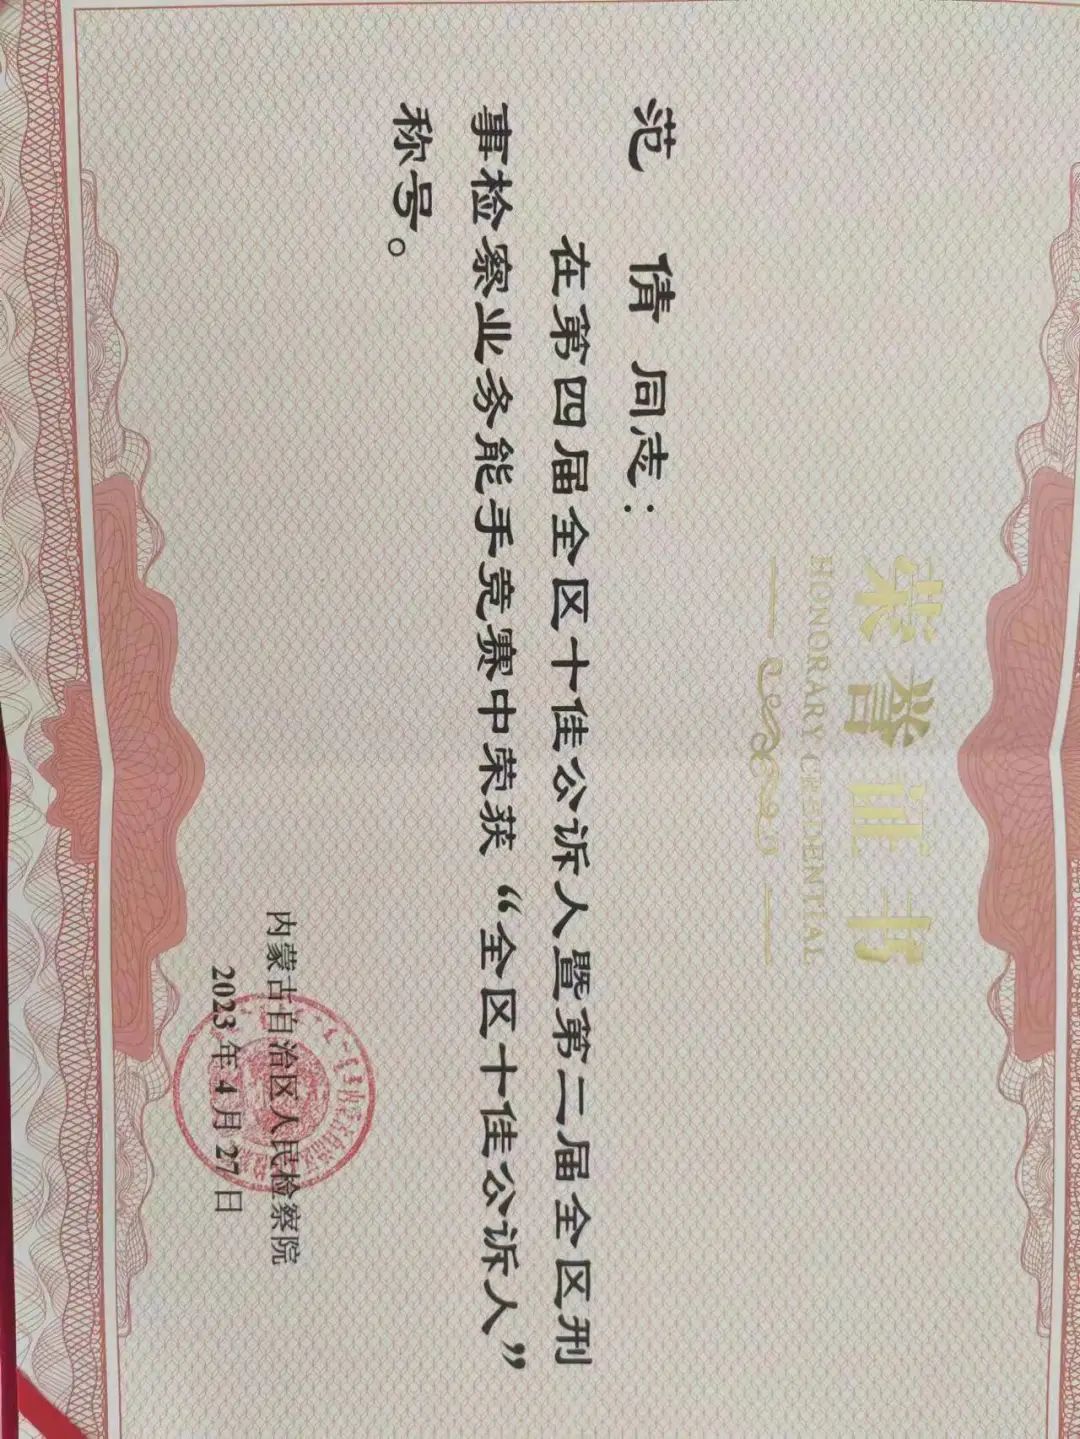 荣誉证书
HONORARY CREDENTIAL
范 倩 同志：
在第四届全区十佳公诉人暨第二届全区刑
事检察业务能手竞赛中荣获“全区十佳公诉人”
称号。
内蒙古自治区人民检察院
2023年4月27日